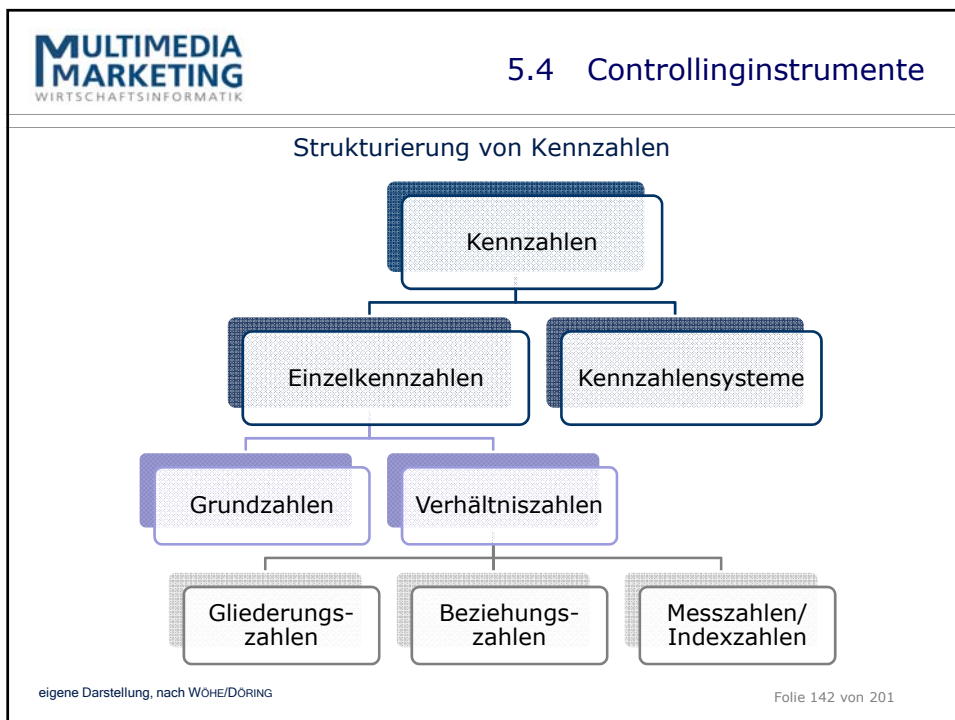 MULTIMEDIA
MARKETING
WIRTSCHAFTSINFORMATIK
5.4 Controllinginstrumente
Strukturierung von Kennzahlen
Kennzahlen
Einzelkennzahlen
Kennzahlensysteme
Grundzahlen
Verhältniszahlen
Gliederungs-
zahlen
Beziehungs-
zahlen
Messzahlen/
Indexzahlen
eigene Darstellung, nach WÖHE/DÖRING
Folie 142 von 201